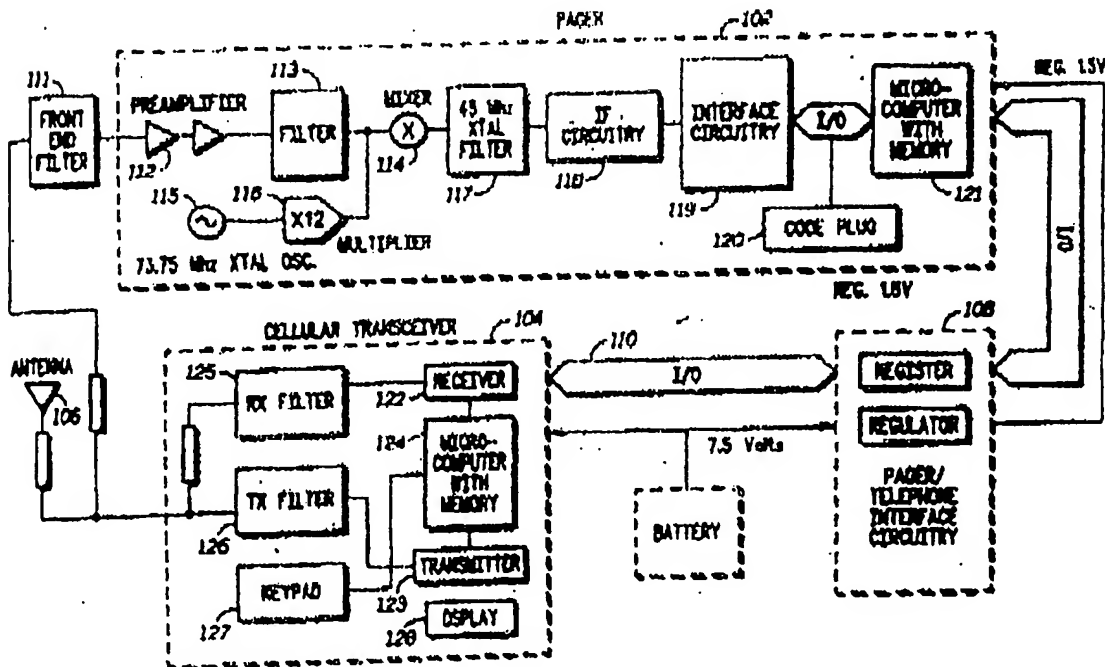 PAGER
102
REG. 1.5V
111
FRONT
END
FILTER
PREAMPLIFIER
112
113
FILTER
MIXER
X
114
45 Mhz
XTAL
FILTER
117
IF
CIRCUITRY
118
INTERFACE
CIRCUITRY
119
I/O
MICRO-
COMPUTER
WITH
MEMORY
121
115
116
X12
MULTIPLIER
73.75 Mhz XTAL OSC.
120
CODE PLUG
I/O
REG. 1.5V
CELLULAR TRANSCEIVER
104
110
I/O
108
ANTENNA
106
125
RX FILTER
RECEIVER
122
124
MICRO-
COMPUTER
WITH
MEMORY
TX FILTER
126
TRANSMITTER
123
KEYPAD
127
DSPLAY
128
7.5 Volts
BATTERY
REGISTER
REGULATOR
PAGER/
TELEPHONE
INTERFACE
CIRCUITRY